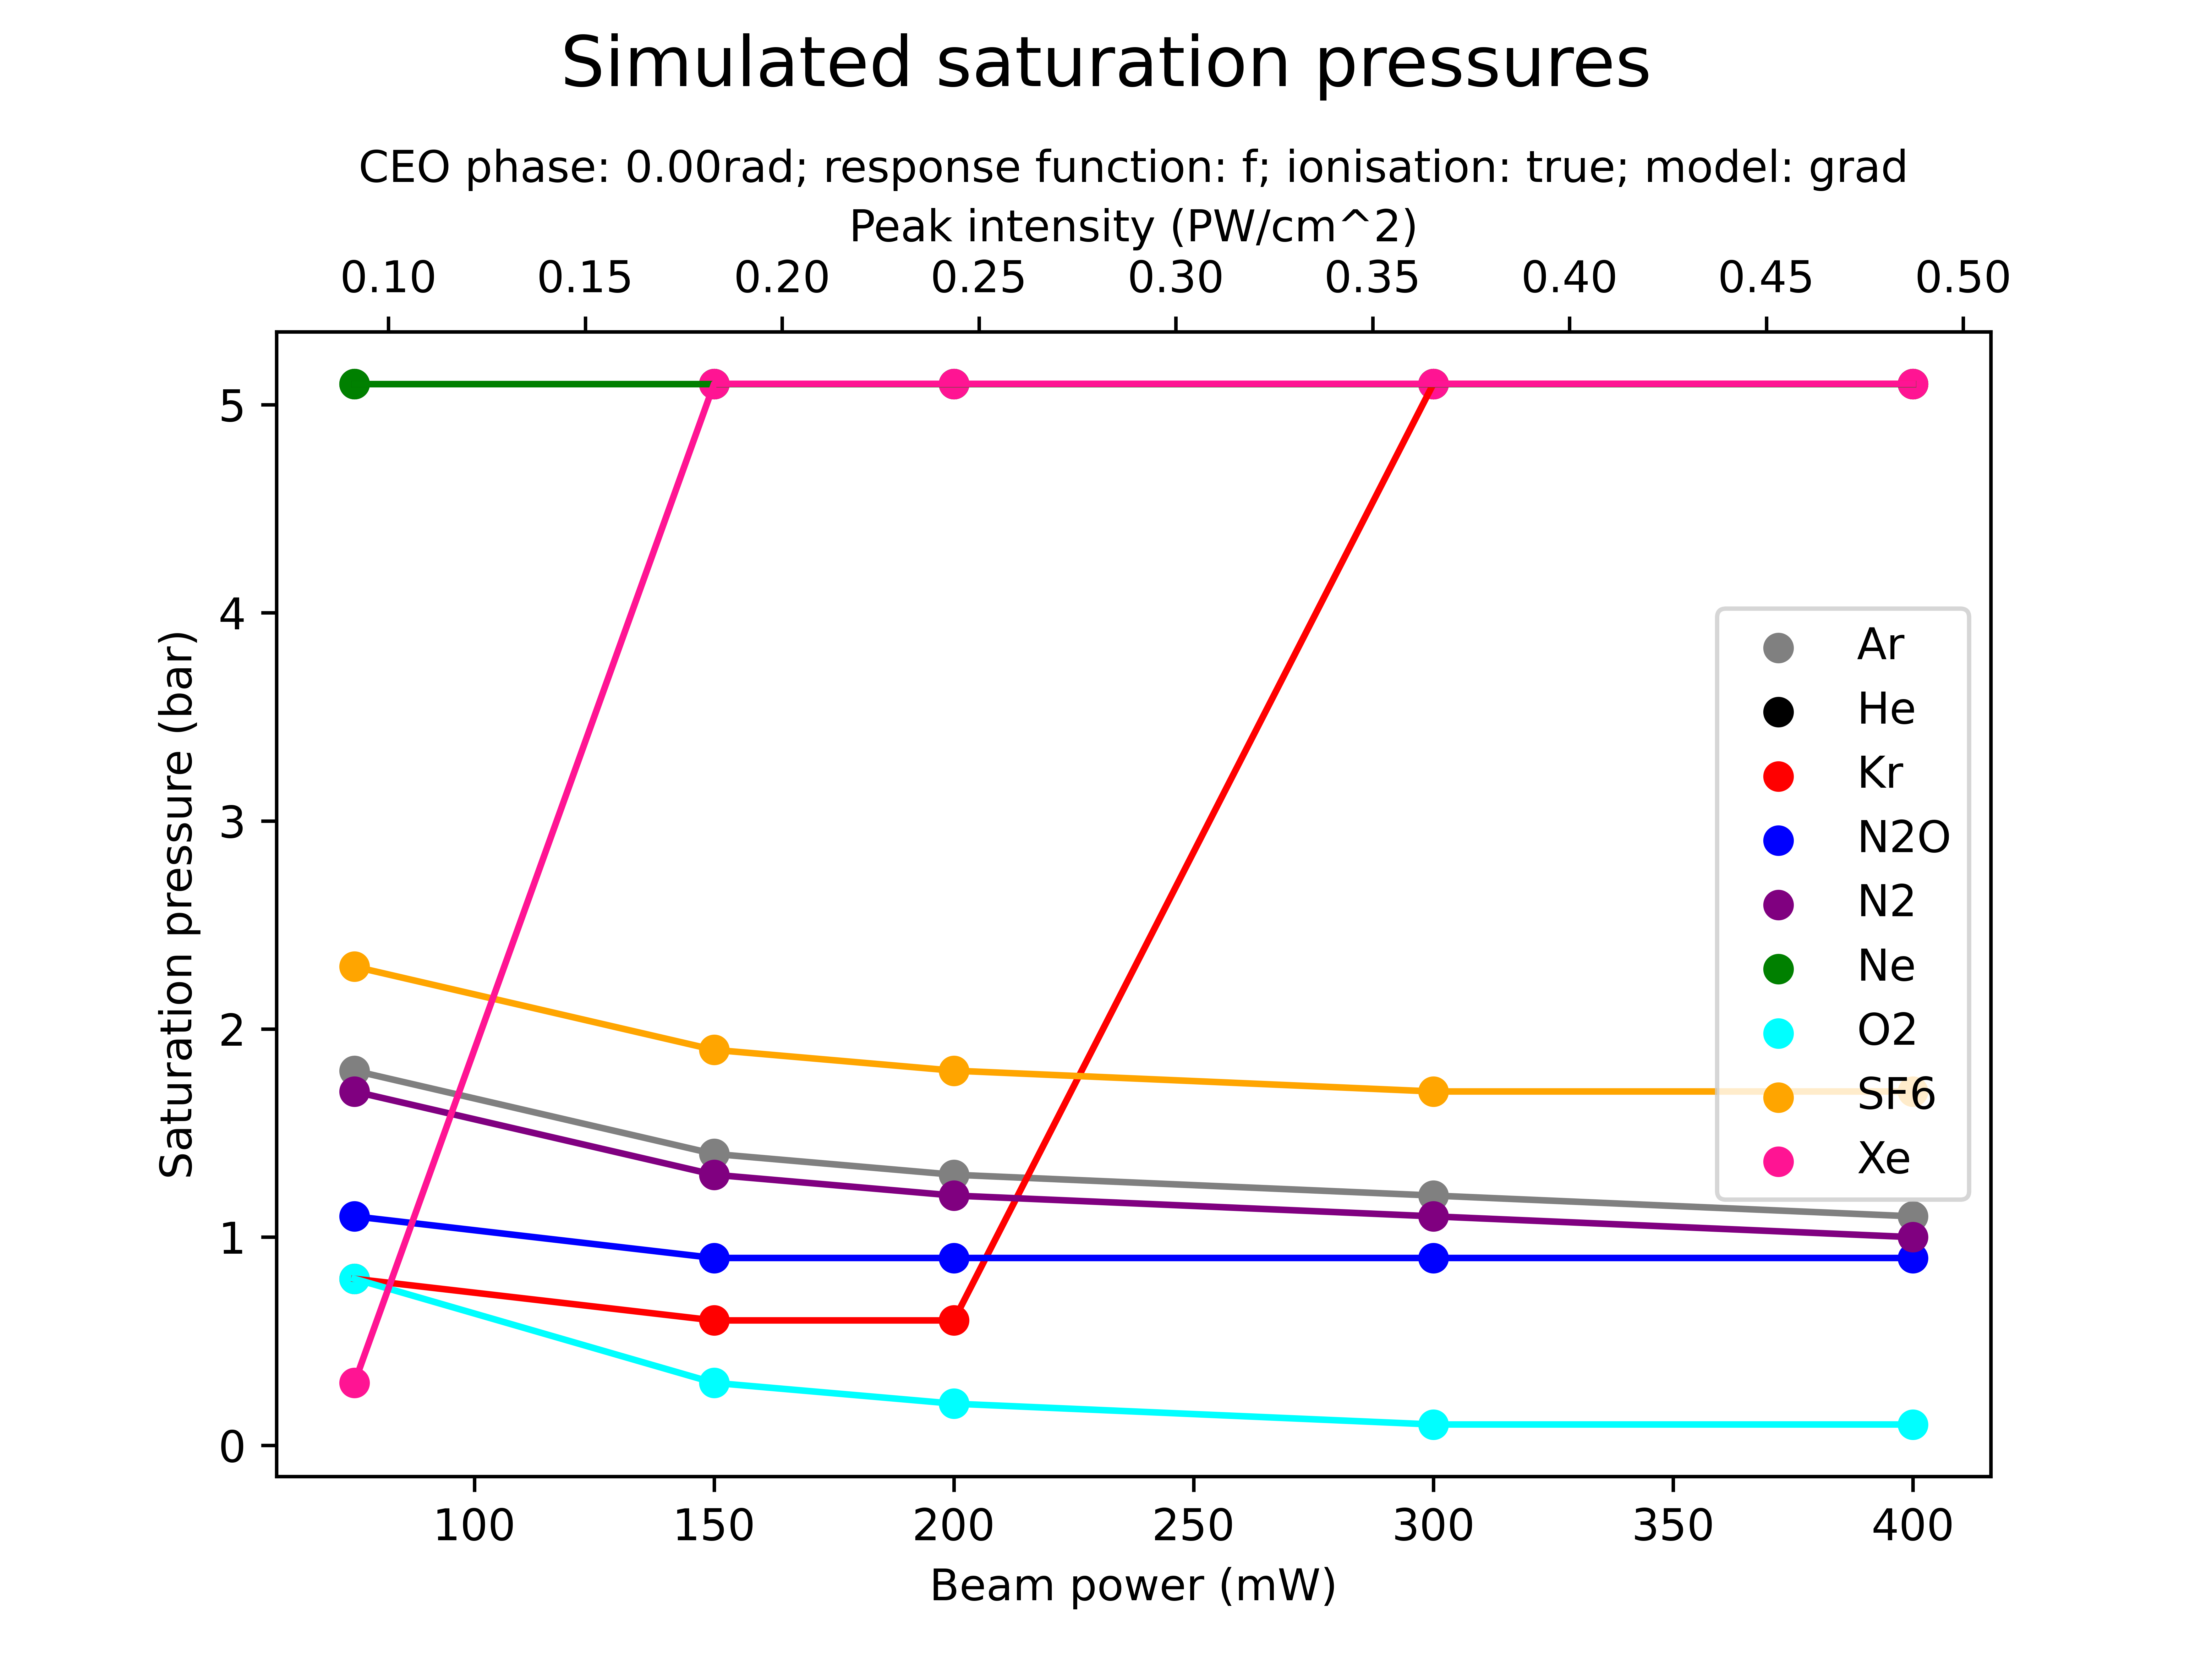 Simulated saturation pressures
CEO phase: 0.00rad; response function: f; ionisation: true; model: grad
Peak intensity (PW/cm^2)
0.10 0.15 0.20 0.25 0.30 0.35 0.40 0.45 0.50
Saturation pressure (bar)
5
4
3
2
1
0
Ar
He
Kr
N2O
N2
Ne
O2
SF6
Xe
100 150 200 250 300 350 400
Beam power (mW)